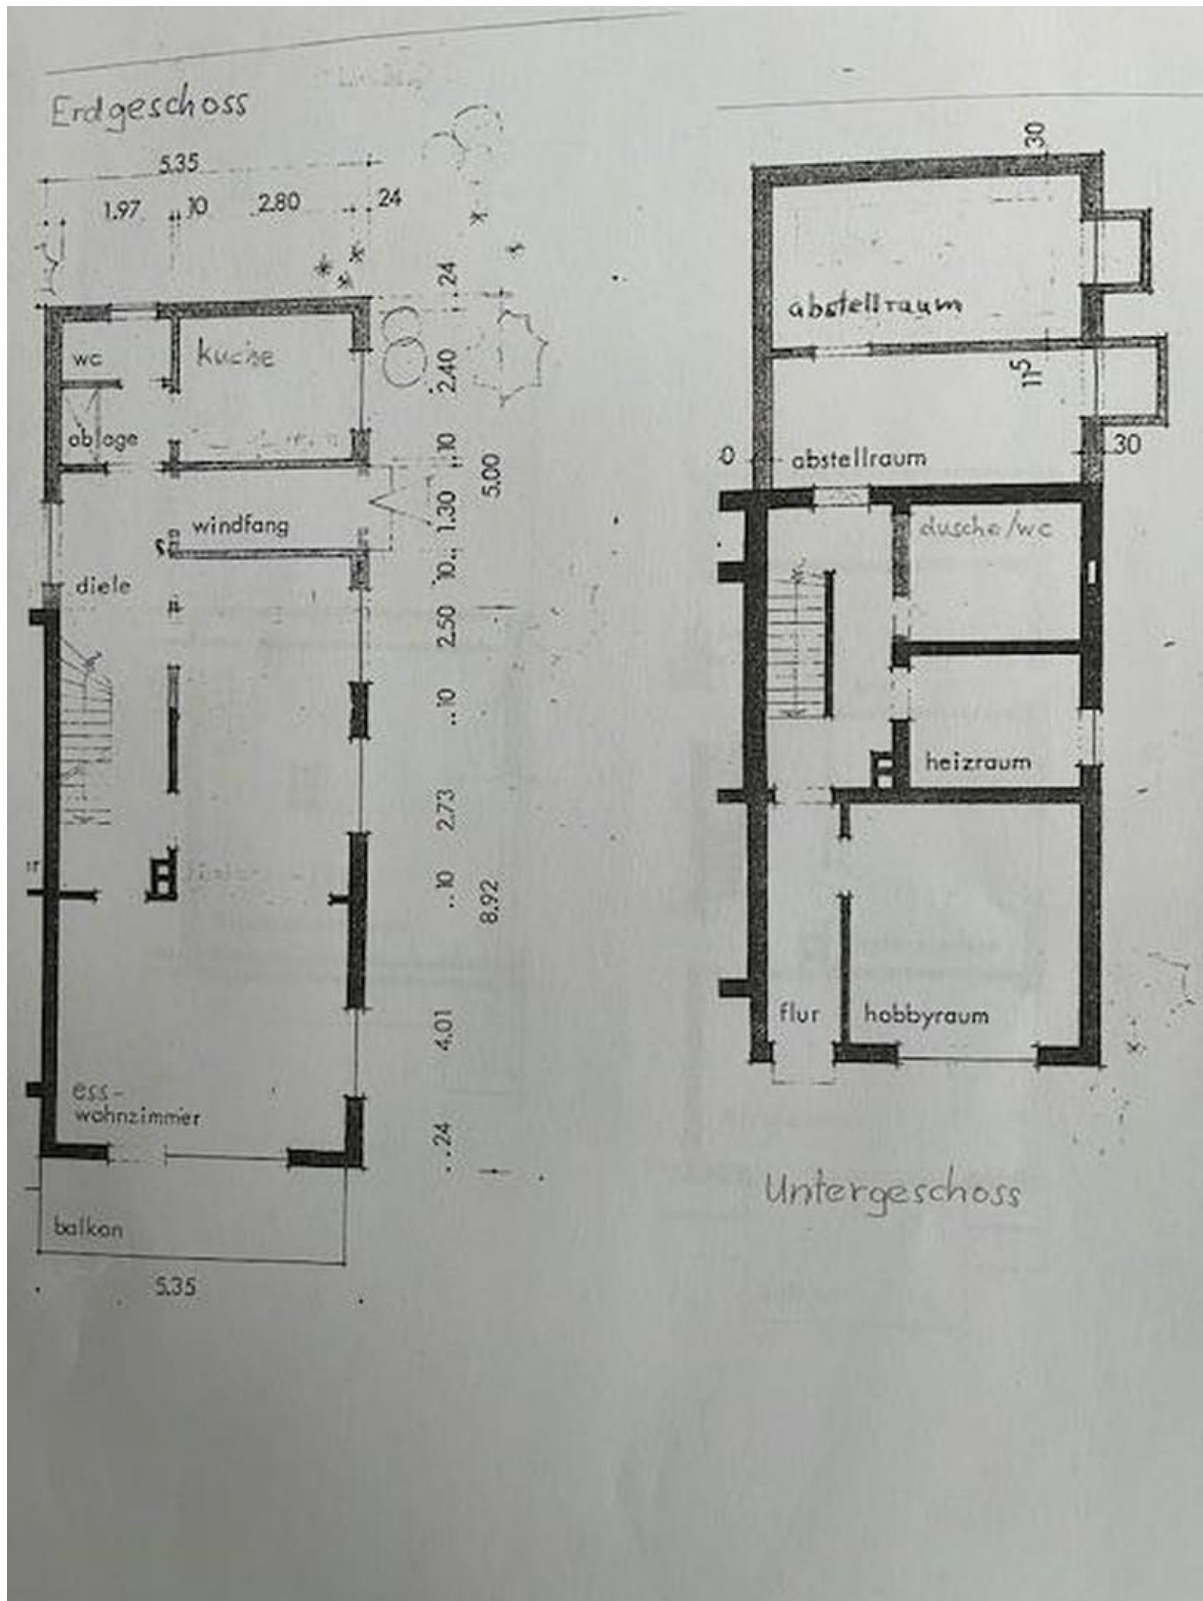 Erdgeschoss
5.35
1.97 10 2.80 24
wc
küche
ablage
windfang
diele
ess-
wohnzimmer
balkon
5.35
24
2.40
10
1.30
10
2.50
10
2.73
10
4.01
24
5.00
8.92
30
abstellraum
11⁵
30
abstellraum
dusche/wc
heizraum
flur
hobbyraum
Untergeschoss